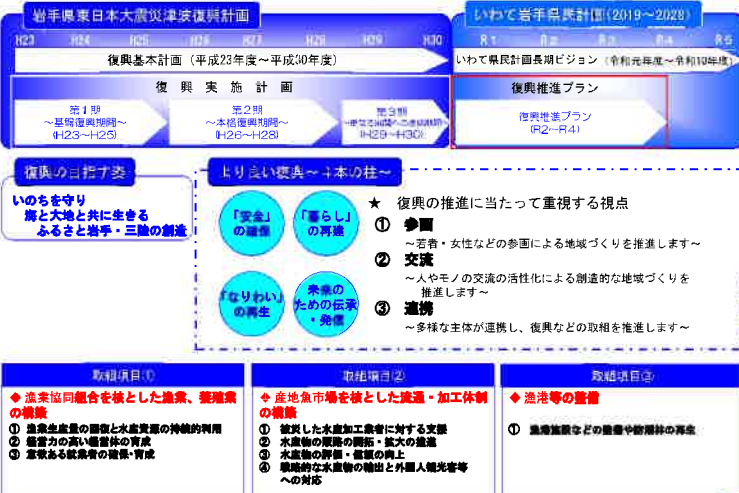 岩手県東日本大震災津波復興計画
いわて県民計画(2019～2028)
H23 H24 H25 H26 H27 H28 H29 H30
R1 R2 R3 R4 R5
復興基本計画(平成23年度～平成30年度)
いわて県民計画長期ビジョン (令和元年度～令和10年度)
復興実施計画
復興推進プラン
第1期
～基盤復興期間～
(H23～H25)
第2期
～本格復興期間～
(H26～H28)
第3期
(H29～H30)
復興推進プラン
(R2～R4)
復興の目指す姿
いのちを守り
海と大地と共に生きる
ふるさと岩手・三陸の創造
より良い復興～4本の柱～
「安全」
の確保
「暮らし」
の再建
「なりわい」
の再生
未来の
ための伝承
・発信
★ 復興の推進に当たって重視する視点
① 参画
～若者・女性などの参画による地域づくりを推進します～
② 交流
～人やモノの交流の活性化による創造的な地域づくりを
推進します～
③ 連携
～多様な主体が連携し、復興などの取組を推進します～
取組項目①
◆ 漁業協同組合を核とした漁業、養殖業
の構築
① 漁業生産量の回復と水産資源の持続的利用
② 経営力の高い経営体の育成
③ 意欲ある就業者の確保・育成
取組項目②
◆ 産地魚市場を核とした流通・加工体制
の構築
① 被災した水産加工業者に対する支援
② 水産物の販路の開拓・拡大の推進
③ 水産物の評価・信頼の向上
④ 戦略的な水産物の輸出と外国人観光客等
への対応
取組項目③
◆ 漁港等の整備
① 漁港施設などの整備や防潮林の再生